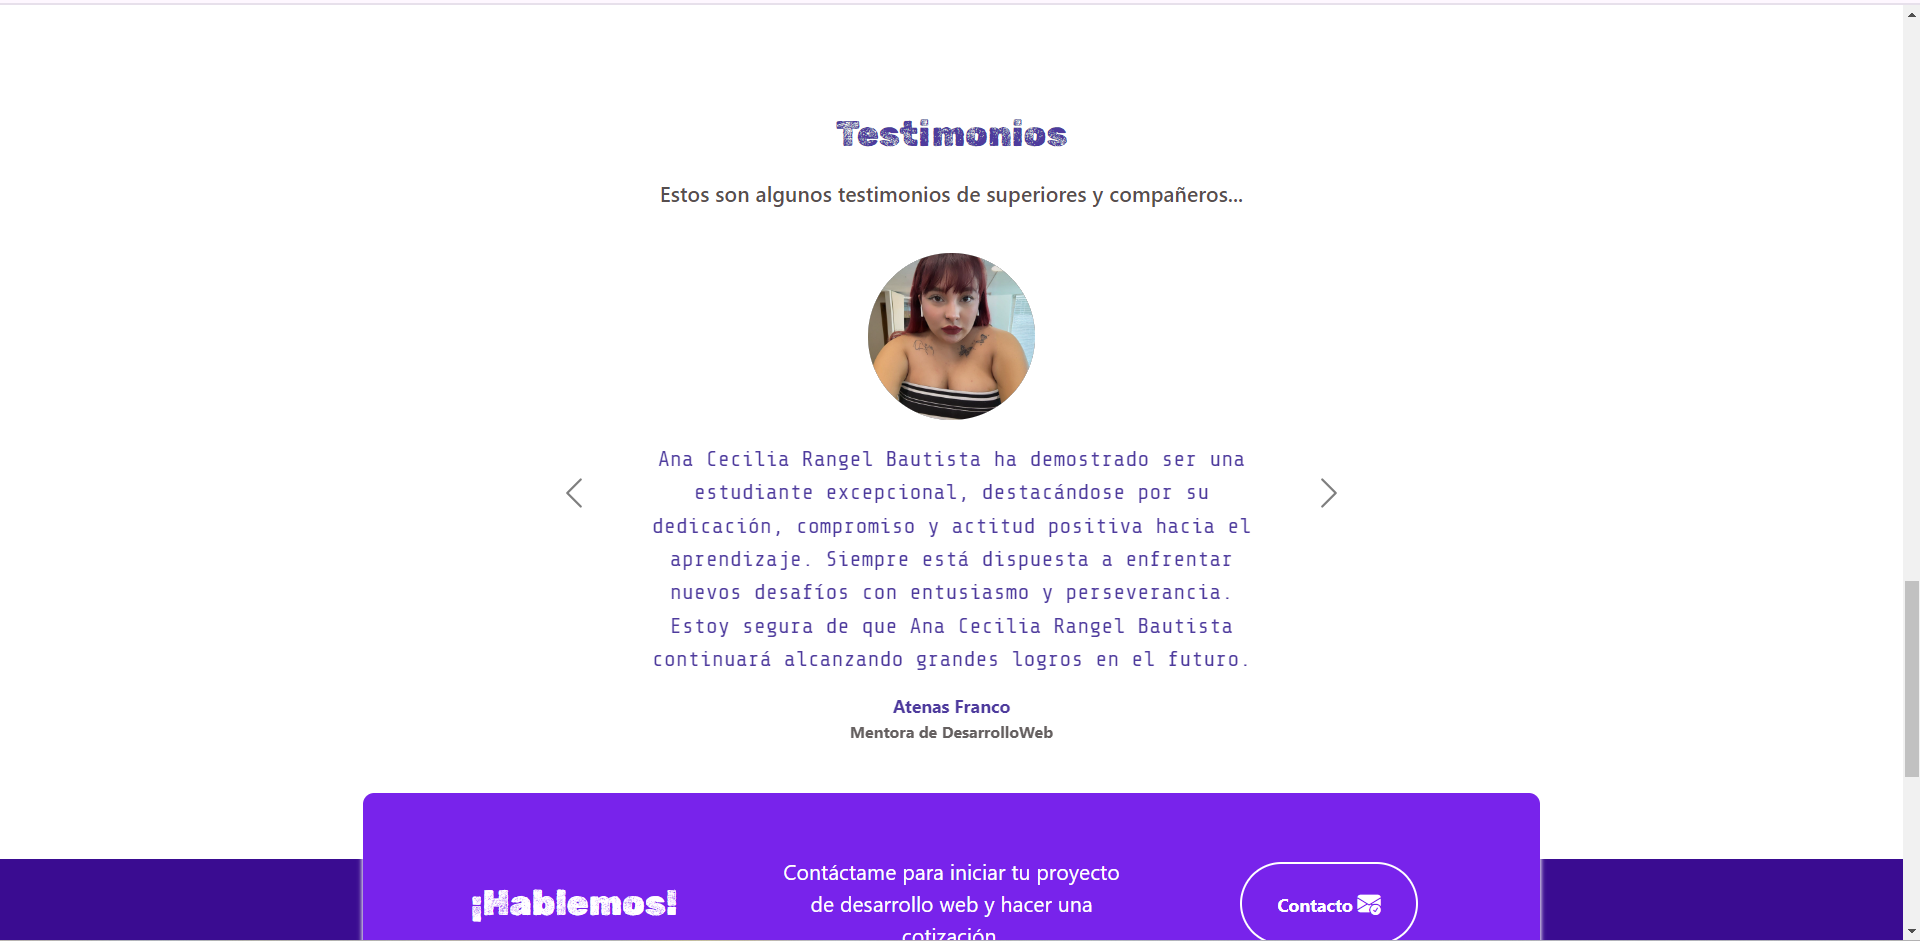 Testimonios
Estos son algunos testimonios de superiores y compañeros...
Ana Cecilia Rangel Bautista ha demostrado ser una
estudiante excepcional, destacándose por su
dedicación, compromiso y actitud positiva hacia el
aprendizaje. Siempre está dispuesta a enfrentar
nuevos desafíos con entusiasmo y perseverancia.
Estoy segura de que Ana Cecilia Rangel Bautista
continuará alcanzando grandes logros en el futuro.
Atenas Franco
Mentora de DesarrolloWeb
¡Hablemos!
Contáctame para iniciar tu proyecto
de desarrollo web y hacer una
cotización
Contacto